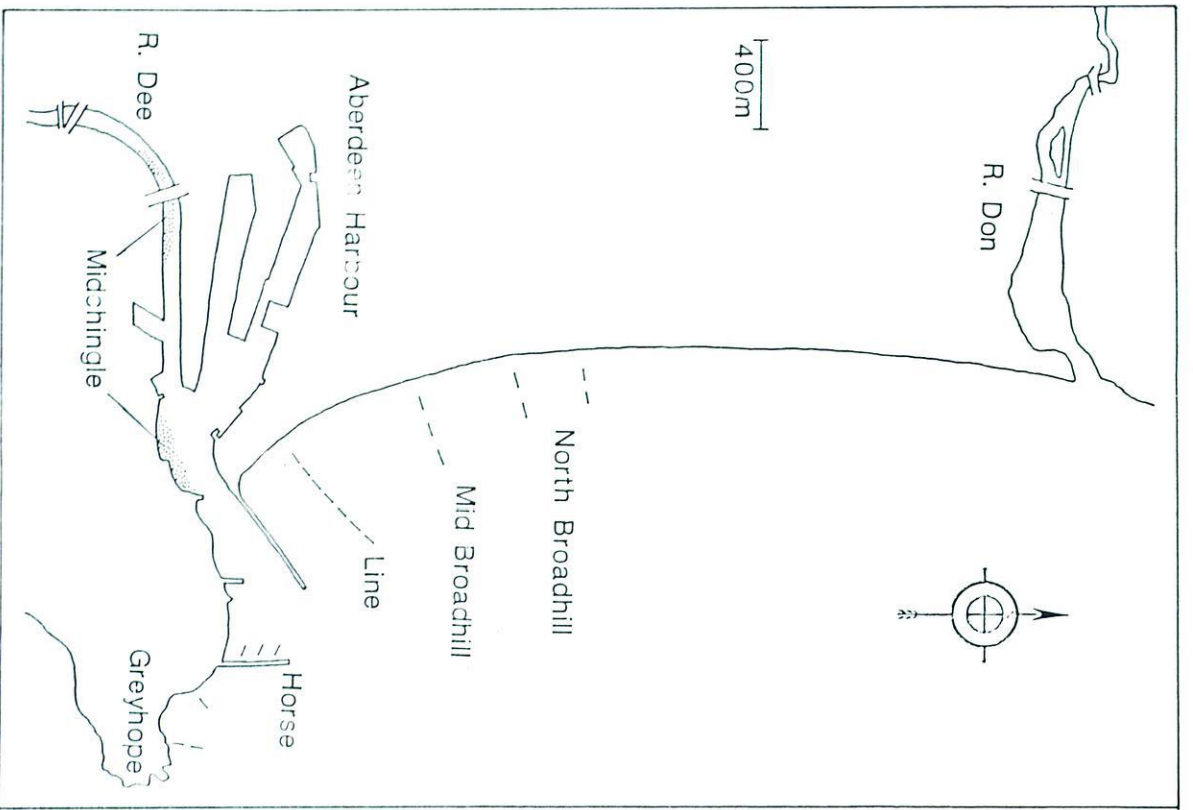 R. Don
400m
North Broadhill
Mid Broadhill
Line
Aberdeen Harbour
R. Dee
Midchingle
Horse
Greyhope